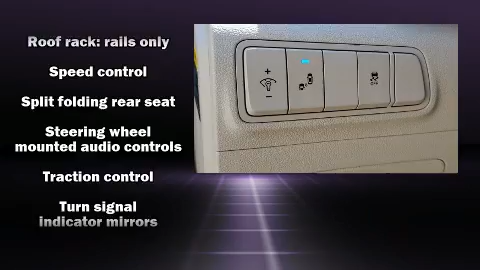 Roof rack: rails only
Speed control
Split folding rear seat
Steering wheel
mounted audio controls
Traction control
Turn signal
indicator mirrors
+
-
OFF